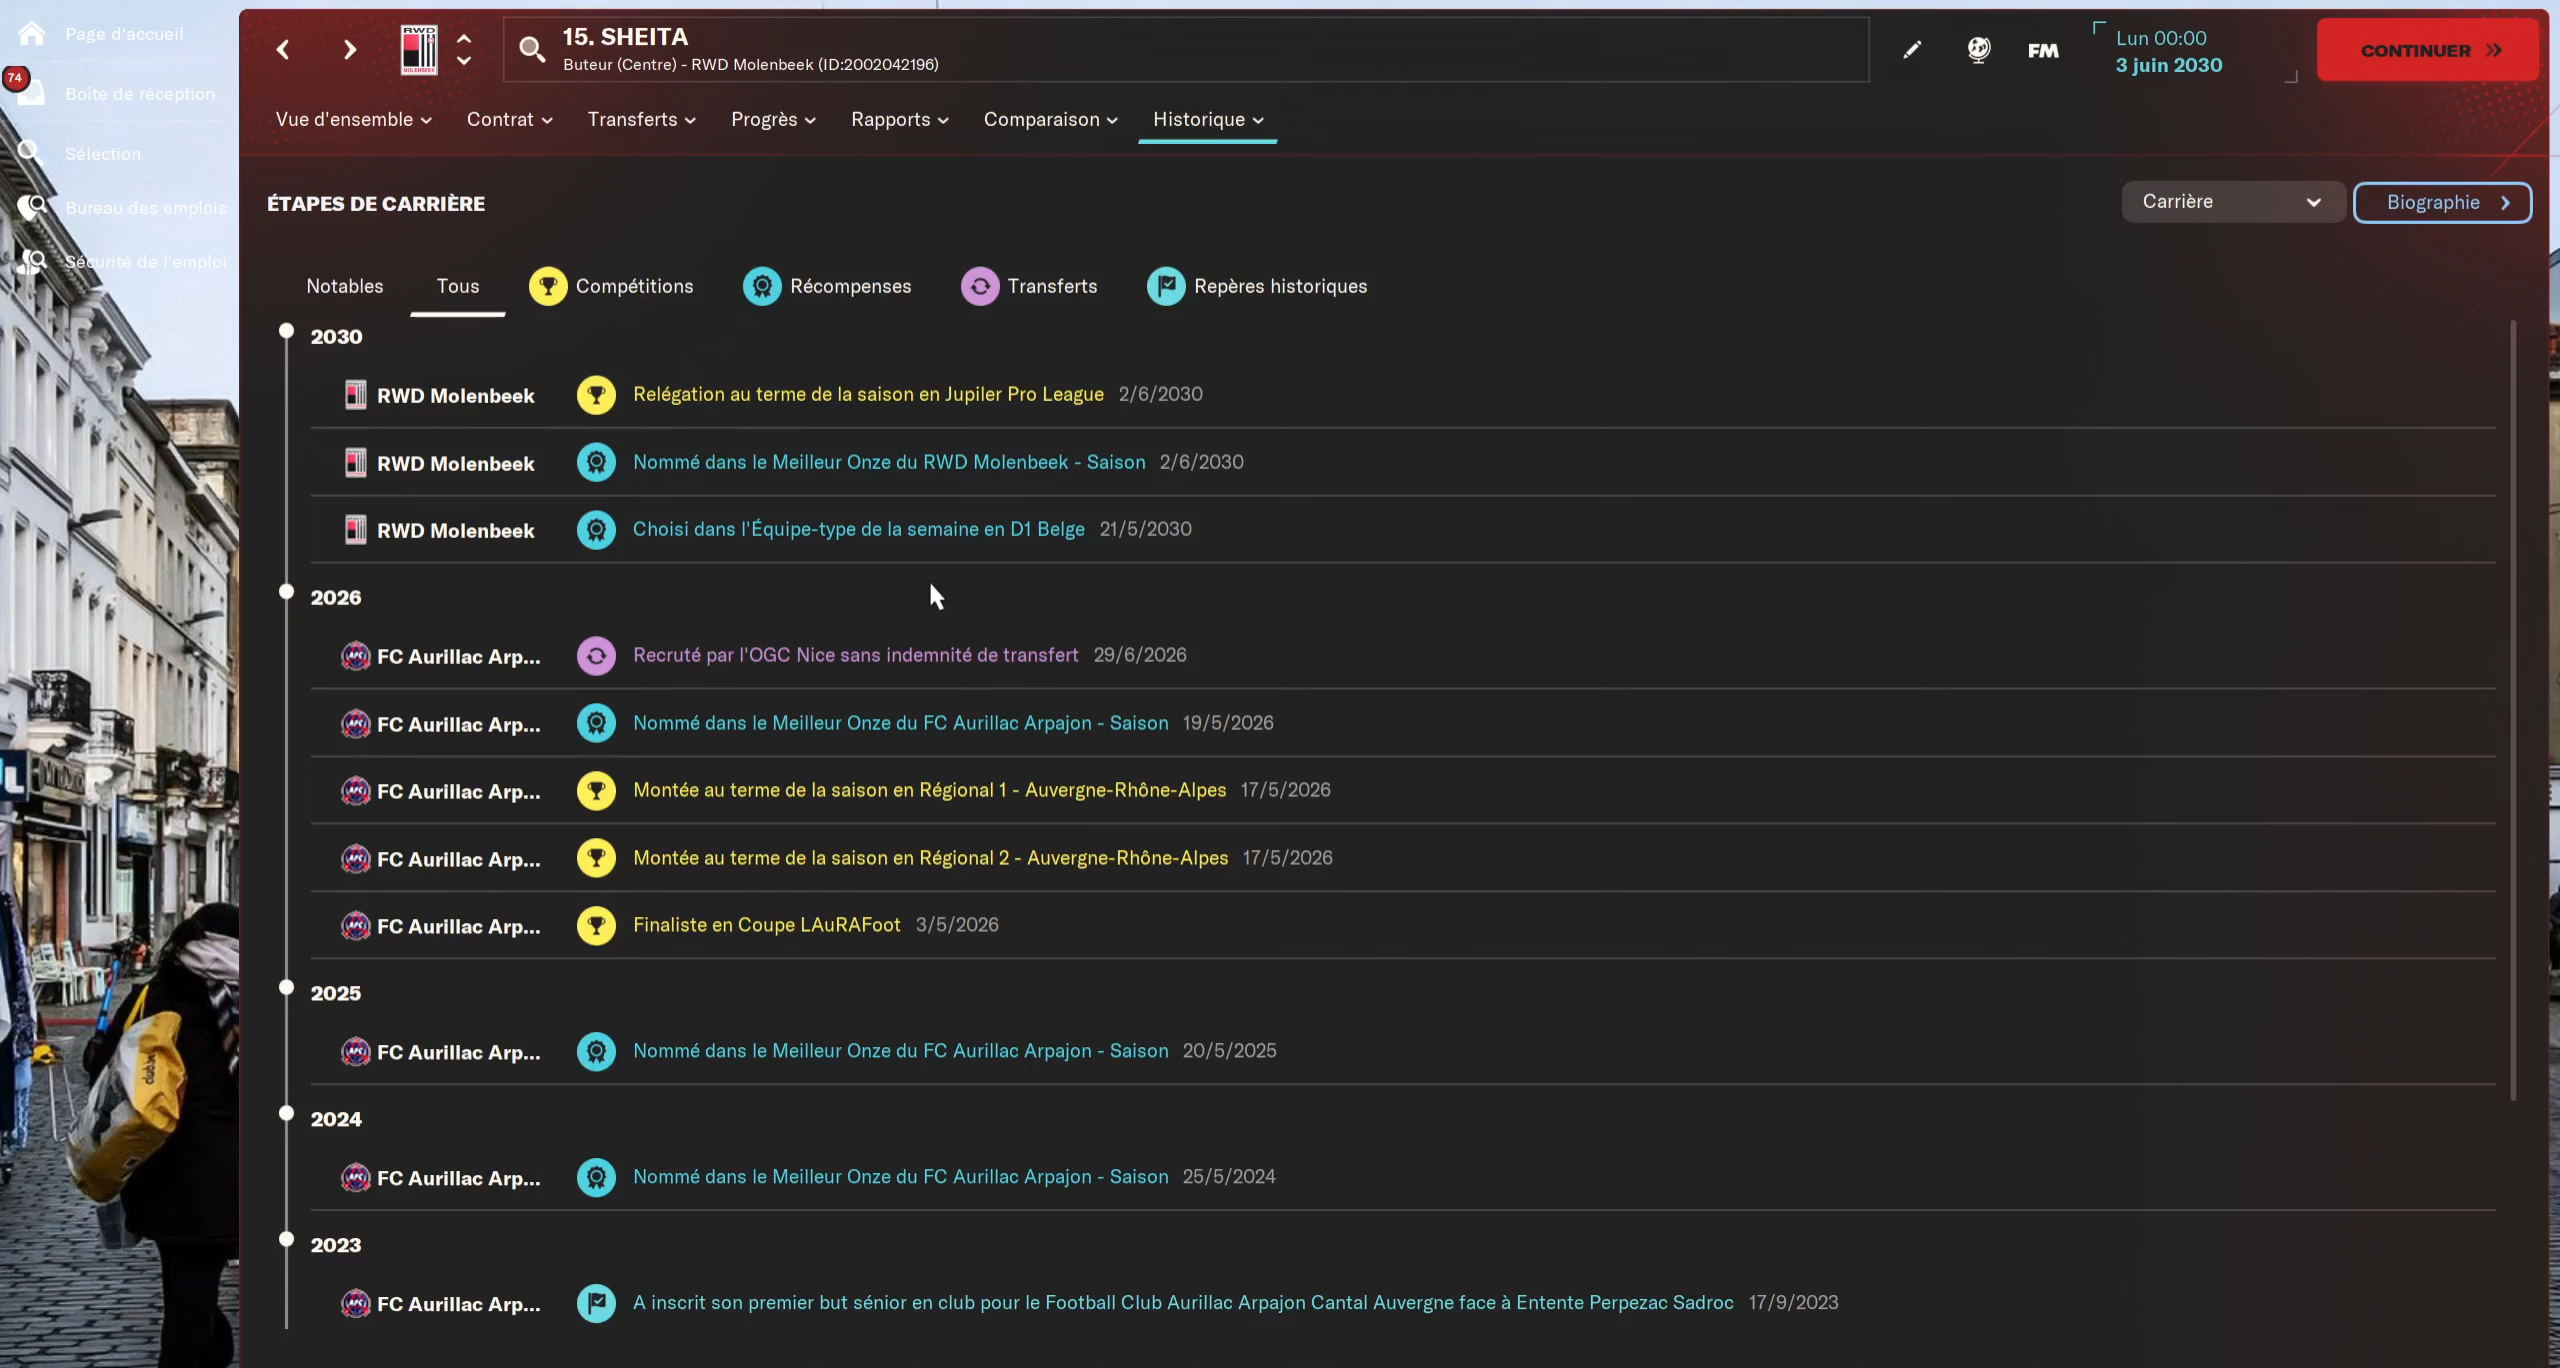 Page d'accueil
74
Boîte de réception
Sélection
Bureau des emplois
Sécurité de l'emploi
RWD
MOLENBEEK
15. SHEITA
Buteur (Centre) - RWD Molenbeek (ID:2002042196)
FM
Lun 00:00
3 juin 2030
CONTINUER
Vue d'ensemble
Contrat
Transferts
Progrès
Rapports
Comparaison
Historique
ÉTAPES DE CARRIÈRE
Carrière
Biographie
Notables
Tous
Compétitions
Récompenses
Transferts
Repères historiques
2030
RWD Molenbeek Relégation au terme de la saison en Jupiler Pro League 2/6/2030
RWD Molenbeek Nommé dans le Meilleur Onze du RWD Molenbeek - Saison 2/6/2030
RWD Molenbeek Choisi dans l'Équipe-type de la semaine en D1 Belge 21/5/2030
2026
FC Aurillac Arp... Recruté par l'OGC Nice sans indemnité de transfert 29/6/2026
FC Aurillac Arp... Nommé dans le Meilleur Onze du FC Aurillac Arpajon - Saison 19/5/2026
FC Aurillac Arp... Montée au terme de la saison en Régional 1 - Auvergne-Rhône-Alpes 17/5/2026
FC Aurillac Arp... Montée au terme de la saison en Régional 2 - Auvergne-Rhône-Alpes 17/5/2026
FC Aurillac Arp... Finaliste en Coupe LAuRAFoot 3/5/2026
2025
FC Aurillac Arp... Nommé dans le Meilleur Onze du FC Aurillac Arpajon - Saison 20/5/2025
2024
FC Aurillac Arp... Nommé dans le Meilleur Onze du FC Aurillac Arpajon - Saison 25/5/2024
2023
FC Aurillac Arp... A inscrit son premier but sénior en club pour le Football Club Aurillac Arpajon Cantal Auvergne face à Entente Perpezac Sadroc 17/9/2023